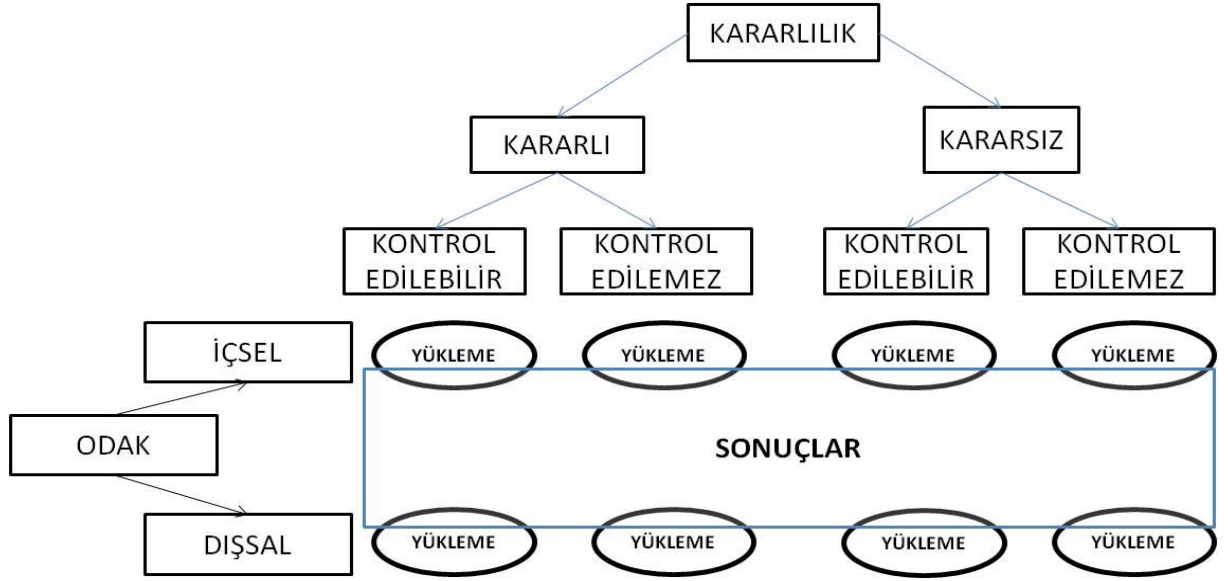 KARARLILIK
KARARLI
KARARSIZ
KONTROL
EDİLEBİLİR
KONTROL
EDİLEMEZ
KONTROL
EDİLEBİLİR
KONTROL
EDİLEMEZ
İÇSEL
YÜKLEME
YÜKLEME
YÜKLEME
YÜKLEME
ODAK
SONUÇLAR
DIŞSAL
YÜKLEME
YÜKLEME
YÜKLEME
YÜKLEME